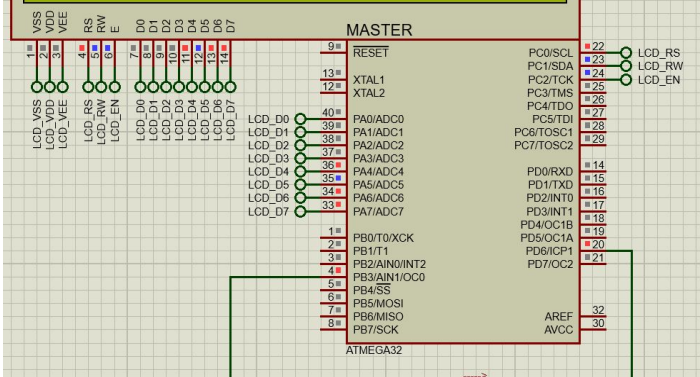 VSS
VDD
VEE
RS
RW
E
D0
D1
D2
D3
D4
D5
D6
D7
1
2
3
4
5
6
7
8
9
10
11
12
13
14
LCD_VSS
LCD_VDD
LCD_VEE
LCD_RS
LCD_RW
LCD_EN
LCD_D0
LCD_D1
LCD_D2
LCD_D3
LCD_D4
LCD_D5
LCD_D6
LCD_D7
MASTER
9 RESET PC0/SCL 22 LCD_RS
PC1/SDA 23 LCD_RW
13 XTAL1 PC2/TCK 24 LCD_EN
12 XTAL2 PC3/TMS 25
PC4/TDO 26
LCD_D0 40 PA0/ADC0 PC5/TDI 27
LCD_D1 39 PA1/ADC1 PC6/TOSC1 28
LCD_D2 38 PA2/ADC2 PC7/TOSC2 29
LCD_D3 37 PA3/ADC3
LCD_D4 36 PA4/ADC4 PD0/RXD 14
LCD_D5 35 PA5/ADC5 PD1/TXD 15
LCD_D6 34 PA6/ADC6 PD2/INT0 16
LCD_D7 33 PA7/ADC7 PD3/INT1 17
PD4/OC1B 18
1 PB0/T0/XCK PD5/OC1A 19
2 PB1/T1 PD6/ICP1 20
3 PB2/AIN0/INT2 PD7/OC2 21
4 PB3/AIN1/OC0
5 PB4/SS
6 PB5/MOSI
7 PB6/MISO AREF 32
8 PB7/SCK AVCC 30
ATMEGA32